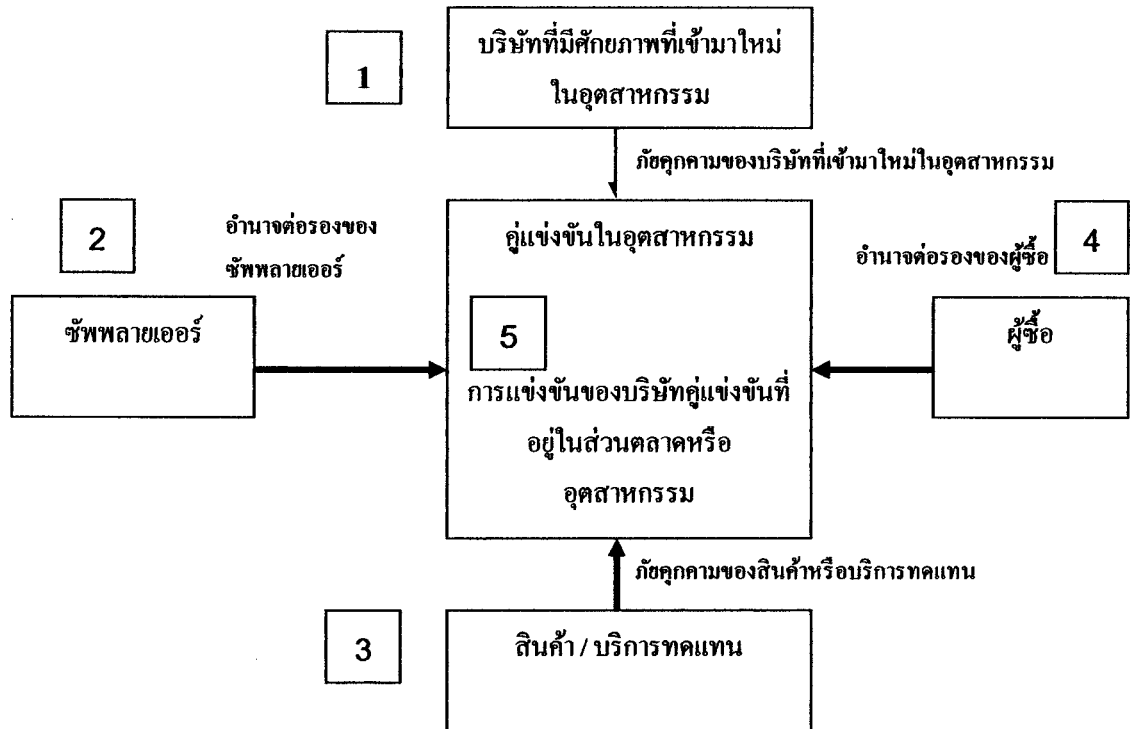 1
บริษัทที่มีศักยภาพที่เข้ามาใหม่
ในอุตสาหกรรม
ภัยคุกคามของบริษัทที่เข้ามาใหม่ในอุตสาหกรรม
2
อำนาจต่อรองของ
ซัพพลายเออร์
ซัพพลายเออร์
คู่แข่งขันในอุตสาหกรรม
5
การแข่งขันของบริษัทคู่แข่งขันที่
อยู่ในส่วนตลาดหรือ
อุตสาหกรรม
4
อำนาจต่อรองของผู้ซื้อ
ผู้ซื้อ
ภัยคุกคามของสินค้าหรือบริการทดแทน
3
สินค้า / บริการทดแทน